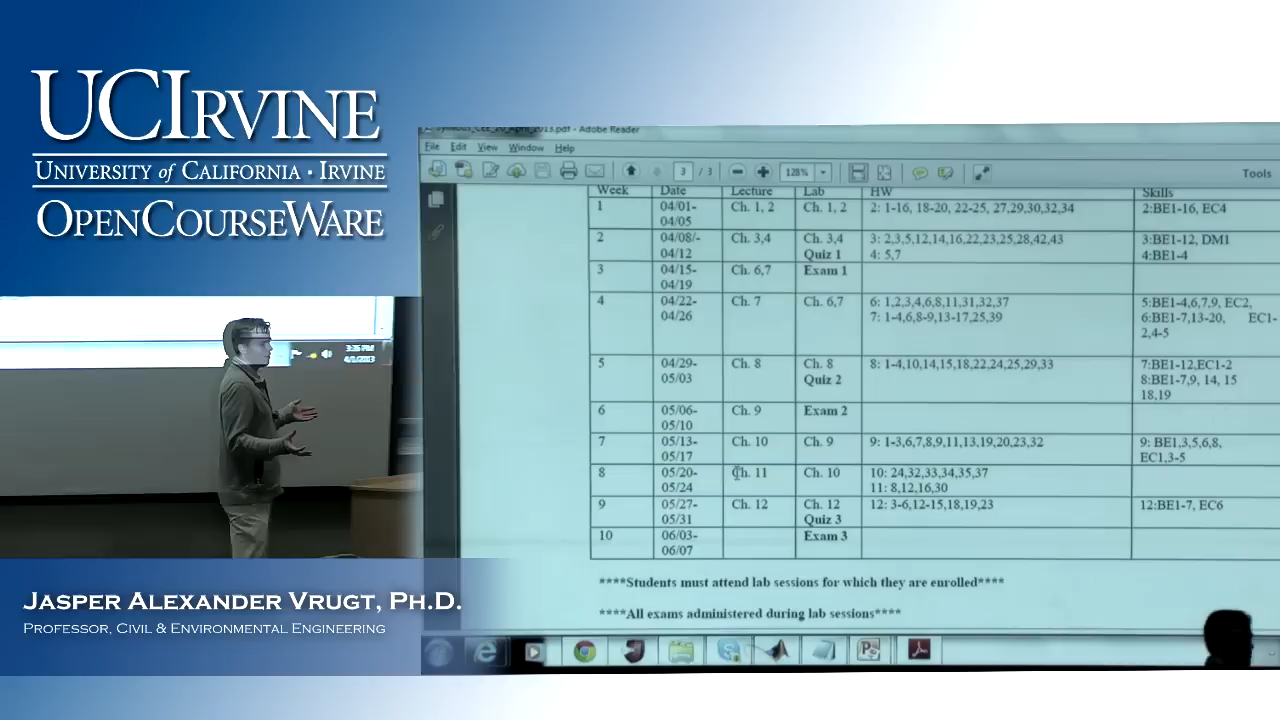 UCIRVINE
UNIVERSITY of CALIFORNIA · IRVINE
OPENCOURSEWARE
3:26 PM
JASPER ALEXANDER VRUGT, PH.D.
PROFESSOR, CIVIL & ENVIRONMENTAL ENGINEERING
April_2013.pdf - Adobe Reader
File Edit View Window Help
3 / 3 128% Tools
Week Date Lecture Lab HW Skills
1 04/01- Ch. 1, 2 Ch. 1, 2 2: 1-16, 18-20, 22-25, 27,29,30,32,34 2:BE1-16, EC4
04/05
2 04/08/- Ch. 3,4 Ch. 3,4 3: 2,3,5,12,14,16,22,23,25,28,42,43 3:BE1-12, DM1
04/12 Quiz 1 4: 5,7 4:BE1-4
3 04/15- Ch. 6,7 Exam 1
04/19
4 04/22- Ch. 7 Ch. 6,7 6: 1,2,3,4,6,8,11,31,32,37 5:BE1-4,6,7,9, EC2,
04/26 7: 1-4,6,8-9,13-17,25,39 6:BE1-7,13-20, EC1-
2,4-5
5 04/29- Ch. 8 Ch. 8 8: 1-4,10,14,15,18,22,24,25,29,33 7:BE1-12,EC1-2
05/03 Quiz 2 8:BE1-7,9, 14, 15
18,19
6 05/06- Ch. 9 Exam 2
05/10
7 05/13- Ch. 10 Ch. 9 9: 1-3,6,7,8,9,11,13,19,20,23,32 9: BE1,3,5,6,8,
05/17 EC1,3-5
8 05/20- Ch. 11 Ch. 10 10: 24,32,33,34,35,37
05/24 11: 8,12,16,30
9 05/27- Ch. 12 Ch. 12 12: 3-6,12-15,18,19,23 12:BE1-7, EC6
05/31 Quiz 3
10 06/03- Exam 3
06/07
****Students must attend lab sessions for which they are enrolled****
****All exams administered during lab sessions****